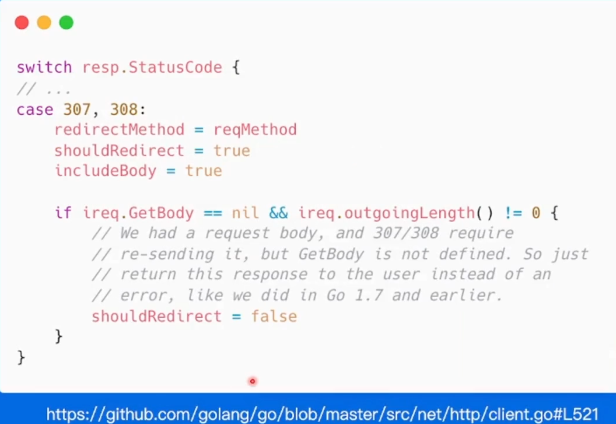 switch resp.StatusCode {
// ...
case 307, 308:
    redirectMethod = reqMethod
    shouldRedirect = true
    includeBody = true

    if ireq.GetBody == nil && ireq.outgoingLength() != 0 {
        // We had a request body, and 307/308 require
        // re-sending it, but GetBody is not defined. So just
        // return this response to the user instead of an
        // error, like we did in Go 1.7 and earlier.
        shouldRedirect = false
    }
}
https://github.com/golang/go/blob/master/src/net/http/client.go#L521